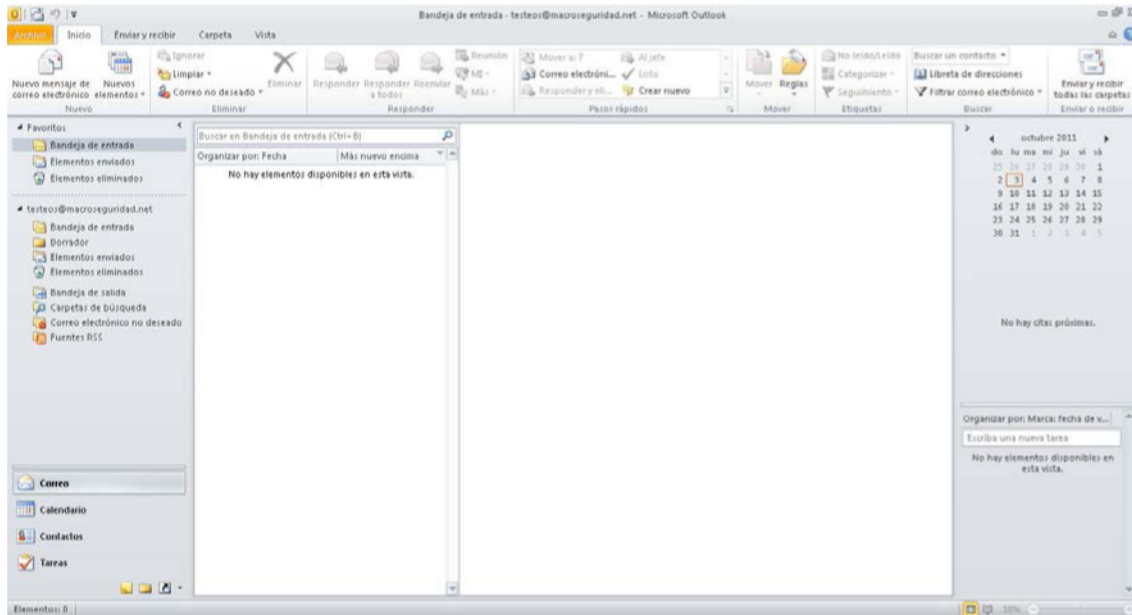 Bandeja de entrada - testeos@macroseguridad.net - Microsoft Outlook
Archivo Inicio Enviar y recibir Carpeta Vista
Nuevo mensaje de correo electrónico
Nuevos elementos
Nuevo
Ignorar
Limpiar
Correo no deseado
Eliminar
Eliminar
Responder
Responder a todos
Reenviar
Reunión
MI
Más
Responder
Mover a: ?
Correo electróni...
Responder y eli...
Al jefe
Listo
Crear nuevo
Pasos rápidos
Mover
Reglas
Mover
No leído/Leído
Categorizar
Seguimiento
Etiquetas
Buscar un contacto
Libreta de direcciones
Filtrar correo electrónico
Buscar
Enviar y recibir todas las carpetas
Enviar o recibir
Favoritos
Bandeja de entrada
Elementos enviados
Elementos eliminados
testeos@macroseguridad.net
Bandeja de entrada
Borrador
Elementos enviados
Elementos eliminados
Bandeja de salida
Carpetas de búsqueda
Correo electrónico no deseado
Fuentes RSS
Correo
Calendario
Contactos
Tareas
Buscar en Bandeja de entrada (Ctrl+B)
Organizar por: Fecha Más nuevo encima
No hay elementos disponibles en esta vista.
octubre 2011
do lu ma mi ju vi sá
25 26 27 28 29 30 1
2 3 4 5 6 7 8
9 10 11 12 13 14 15
16 17 18 19 20 21 22
23 24 25 26 27 28 29
30 31 1 2 3 4 5
No hay citas próximas.
Organizar por: Marca: fecha de v...
Escriba una nueva tarea
No hay elementos disponibles en
esta vista.
Elementos: 0
10%